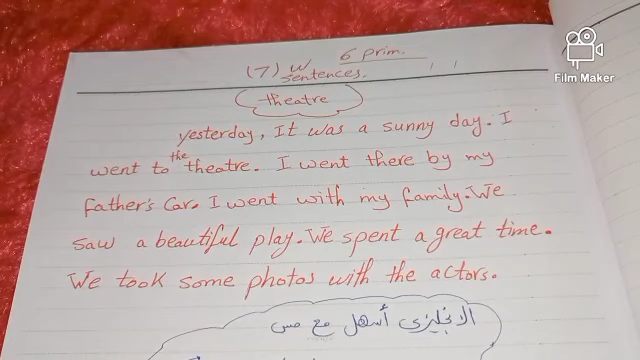 6 prim.
(7) w
sentences.
theatre
yesterday, It was a sunny day. I
went to the theatre. I went there by my
father's Car. I went with my family. We
saw a beautiful play. We spent a great time.
We took some photos with the actors.
الانجليزى أسهل مع مس
Film Maker